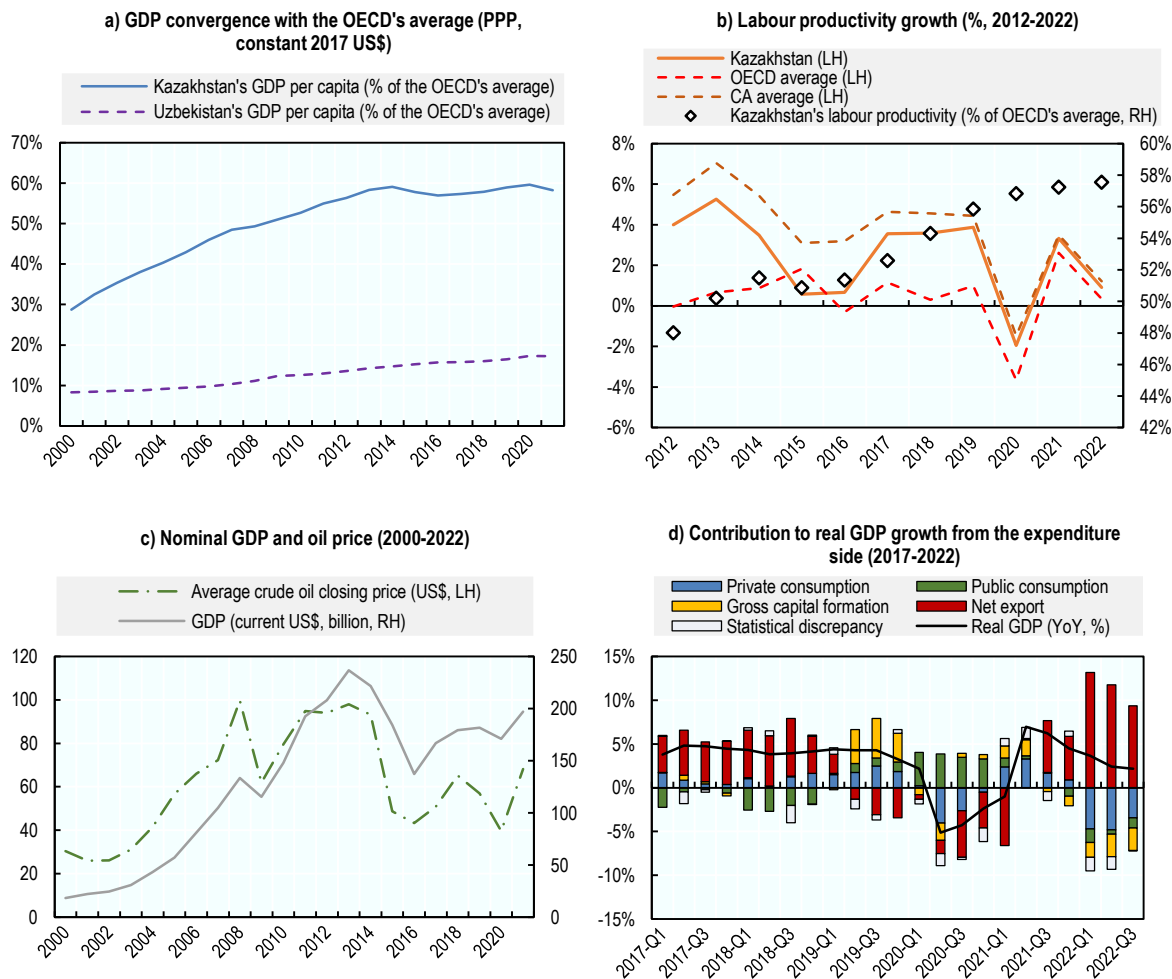 a) GDP convergence with the OECD's average (PPP,
constant 2017 US$)
Kazakhstan's GDP per capita (% of the OECD's average)
Uzbekistan's GDP per capita (% of the OECD's average)
70%
60%
50%
40%
30%
20%
10%
0%
2000
2002
2004
2006
2008
2010
2012
2014
2016
2018
2020
b) Labour productivity growth (%, 2012-2022)
Kazakhstan (LH)
OECD average (LH)
CA average (LH)
Kazakhstan's labour productivity (% of OECD's average, RH)
8%
6%
4%
2%
0%
-2%
-4%
-6%
60%
58%
56%
54%
52%
50%
48%
46%
44%
42%
2012
2013
2014
2015
2016
2017
2018
2019
2020
2021
2022
c) Nominal GDP and oil price (2000-2022)
Average crude oil closing price (US$, LH)
GDP (current US$, billion, RH)
120
100
80
60
40
20
0
250
200
150
100
50
0
2000
2002
2004
2006
2008
2010
2012
2014
2016
2018
2020
d) Contribution to real GDP growth from the expenditure
side (2017-2022)
Private consumption
Public consumption
Gross capital formation
Net export
Statistical discrepancy
Real GDP (YoY, %)
15%
10%
5%
0%
-5%
-10%
-15%
2017-Q1
2017-Q3
2018-Q1
2018-Q3
2019-Q1
2019-Q3
2020-Q1
2020-Q3
2021-Q1
2021-Q3
2022-Q1
2022-Q3